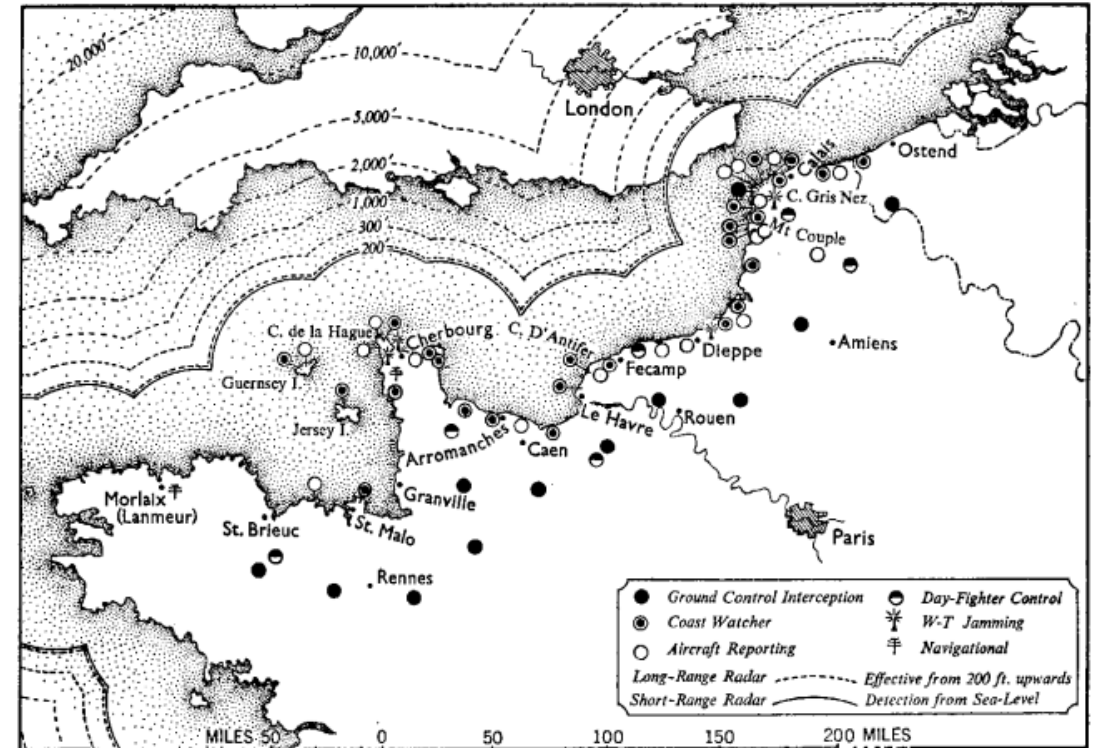 20,000'
10,000'
5,000'
2,000'
1,000
300
200
London
Ostend
Calais
C. Gris Nez
Mt Couple
C. de la Hague
Cherbourg
C. D'Antifer
Dieppe
Amiens
Fecamp
Guernsey I.
Jersey I.
Le Havre
Rouen
Arromanches
Caen
Granville
Morlaix
(Lanmeur)
St. Brieuc
St. Malo
Paris
Rennes
Ground Control Interception
Day-Fighter Control
Coast Watcher
W-T Jamming
Aircraft Reporting
Navigational
Long-Range Radar
Effective from 200 ft. upwards
Short-Range Radar
Detection from Sea-Level
MILES 50 0 50 100 150 200 MILES